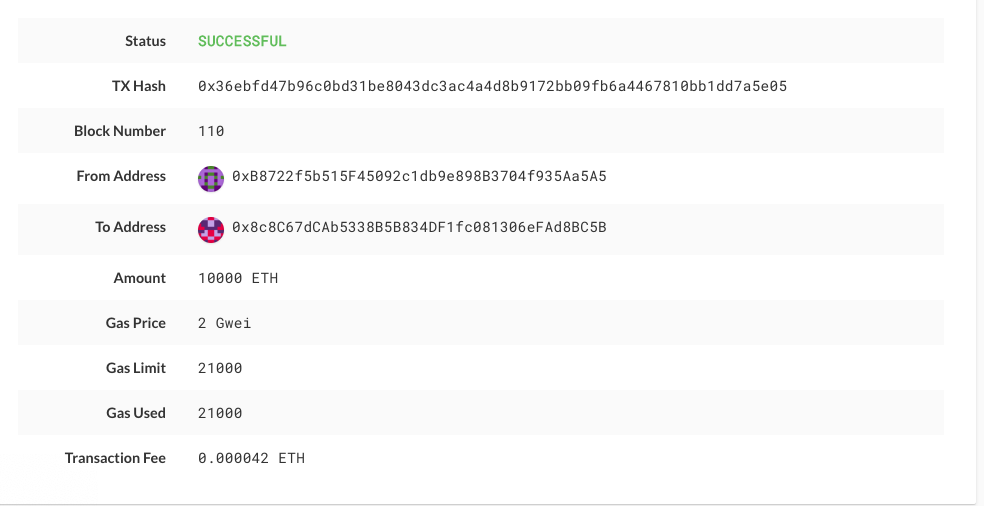 Status SUCCESSFUL
TX Hash 0x36ebfd47b96c0bd31be8043dc3ac4a4d8b9172bb09fb6a4467810bb1dd7a5e05
Block Number 110
From Address 0xB8722f5b515F45092c1db9e898B3704f935Aa5A5
To Address 0x8c8C67dCAb5338B5B834DF1fc081306eFAd8BC5B
Amount 10000 ETH
Gas Price 2 Gwei
Gas Limit 21000
Gas Used 21000
Transaction Fee 0.000042 ETH